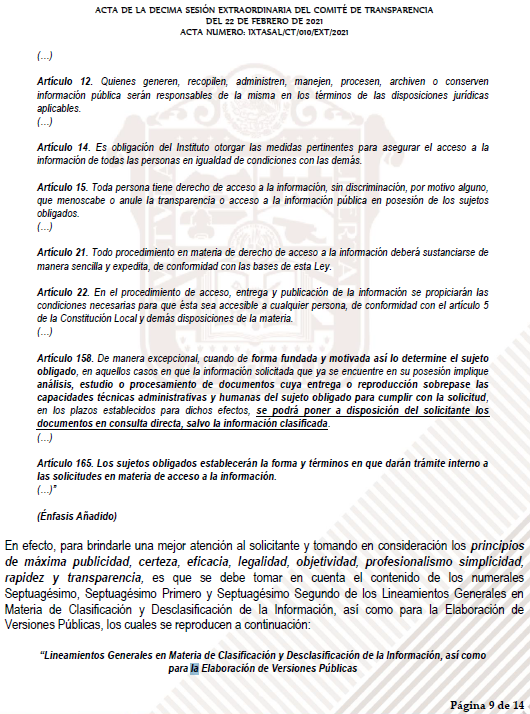 ACTA DE LA DECIMA SESIÓN EXTRAORDINARIA DEL COMITÉ DE TRANSPARENCIA
DEL 22 DE FEBRERO DE 2021
ACTA NUMERO: IXTASAL/CT/010/EXT/2021
(…)
Artículo 12. Quienes generen, recopilen, administren, manejen, procesen, archiven o conserven
información pública serán responsables de la misma en los términos de las disposiciones jurídicas
aplicables.
(…)
Artículo 14. Es obligación del Instituto otorgar las medidas pertinentes para asegurar el acceso a la
información de todas las personas en igualdad de condiciones con las demás.
Artículo 15. Toda persona tiene derecho de acceso a la información, sin discriminación, por motivo alguno,
que menoscabe o anule la transparencia o acceso a la información pública en posesión de los sujetos
obligados.
(…)
Artículo 21. Todo procedimiento en materia de derecho de acceso a la información deberá sustanciarse de
manera sencilla y expedita, de conformidad con las bases de esta Ley.
Artículo 22. En el procedimiento de acceso, entrega y publicación de la información se propiciarán las
condiciones necesarias para que ésta sea accesible a cualquier persona, de conformidad con el artículo 5
de la Constitución Local y demás disposiciones de la materia.
(…)
Artículo 158. De manera excepcional, cuando de forma fundada y motivada así lo determine el sujeto
obligado, en aquellos casos en que la información solicitada que ya se encuentre en su posesión implique
análisis, estudio o procesamiento de documentos cuya entrega o reproducción sobrepase las
capacidades técnicas administrativas y humanas del sujeto obligado para cumplir con la solicitud,
en los plazos establecidos para dichos efectos, se podrá poner a disposición del solicitante los
documentos en consulta directa, salvo la información clasificada.
(…)
Artículo 165. Los sujetos obligados establecerán la forma y términos en que darán trámite interno a
las solicitudes en materia de acceso a la información.
(…)”
(Énfasis Añadido)
En efecto, para brindarle una mejor atención al solicitante y tomando en consideración los principios
de máxima publicidad, certeza, eficacia, legalidad, objetividad, profesionalismo simplicidad,
rapidez y transparencia, es que se debe tomar en cuenta el contenido de los numerales
Septuagésimo, Septuagésimo Primero y Septuagésimo Segundo de los Lineamientos Generales en
Materia de Clasificación y Desclasificación de la Información, así como para la Elaboración de
Versiones Públicas, los cuales se reproducen a continuación:
“Lineamientos Generales en Materia de Clasificación y Desclasificación de la Información, así como
para la Elaboración de Versiones Públicas
Página 9 de 14